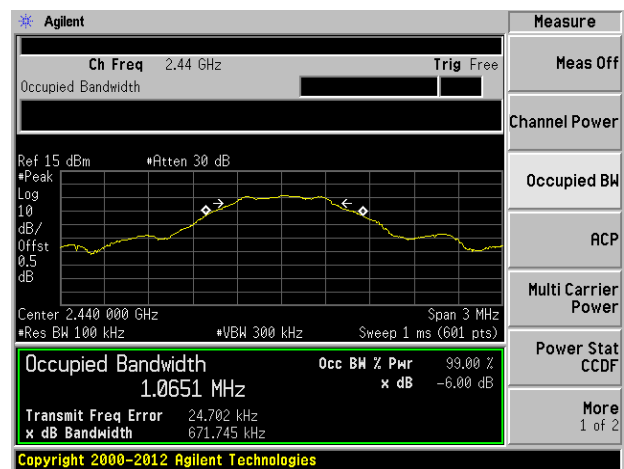 Agilent
Measure
Ch Freq 2.44 GHz Trig Free
Meas Off
Occupied Bandwidth
Channel Power
Ref 15 dBm #Atten 30 dB
#Peak
Log
10
dB/
Offst
0.5
dB
Occupied BW
ACP
Multi Carrier
Power
Center 2.440 000 GHz Span 3 MHz
#Res BW 100 kHz #VBW 300 kHz Sweep 1 ms (601 pts)
Power Stat
CCDF
Occupied Bandwidth Occ BW % Pwr 99.00 %
1.0651 MHz x dB -6.00 dB
Transmit Freq Error 24.702 kHz
x dB Bandwidth 671.745 kHz
More
1 of 2
Copyright 2000-2012 Agilent Technologies